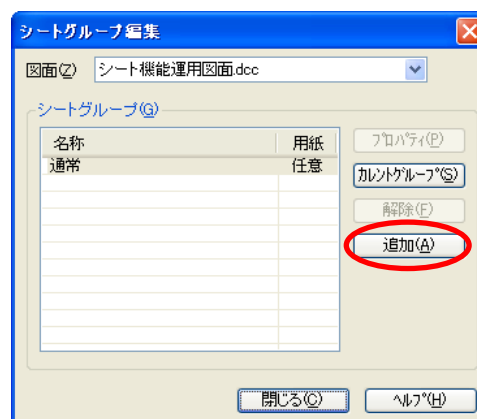 シートグループ編集
図面(Z) シート機能運用図面.dcc
シートグループ(G)
名称 用紙
通常 任意
ﾌﾟﾛﾊﾟﾃｨ(P)
ｶﾚﾝﾄｸﾞﾙｰﾌﾟ(S)
解除(F)
追加(A)
閉じる(C) ﾍﾙﾌﾟ(H)